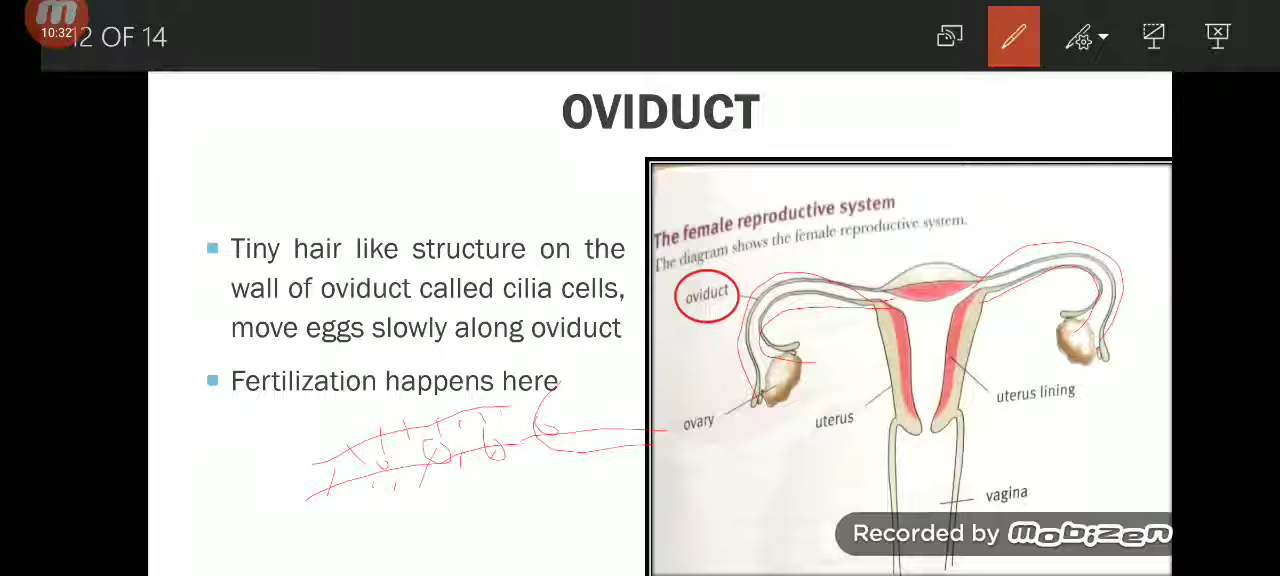 10:32
12 OF 14
OVIDUCT
Tiny hair like structure on the
wall of oviduct called cilia cells,
move eggs slowly along oviduct
Fertilization happens here
The female reproductive system
The diagram shows the female reproductive system.
oviduct
ovary
uterus
uterus lining
vagina
Recorded by mobizen